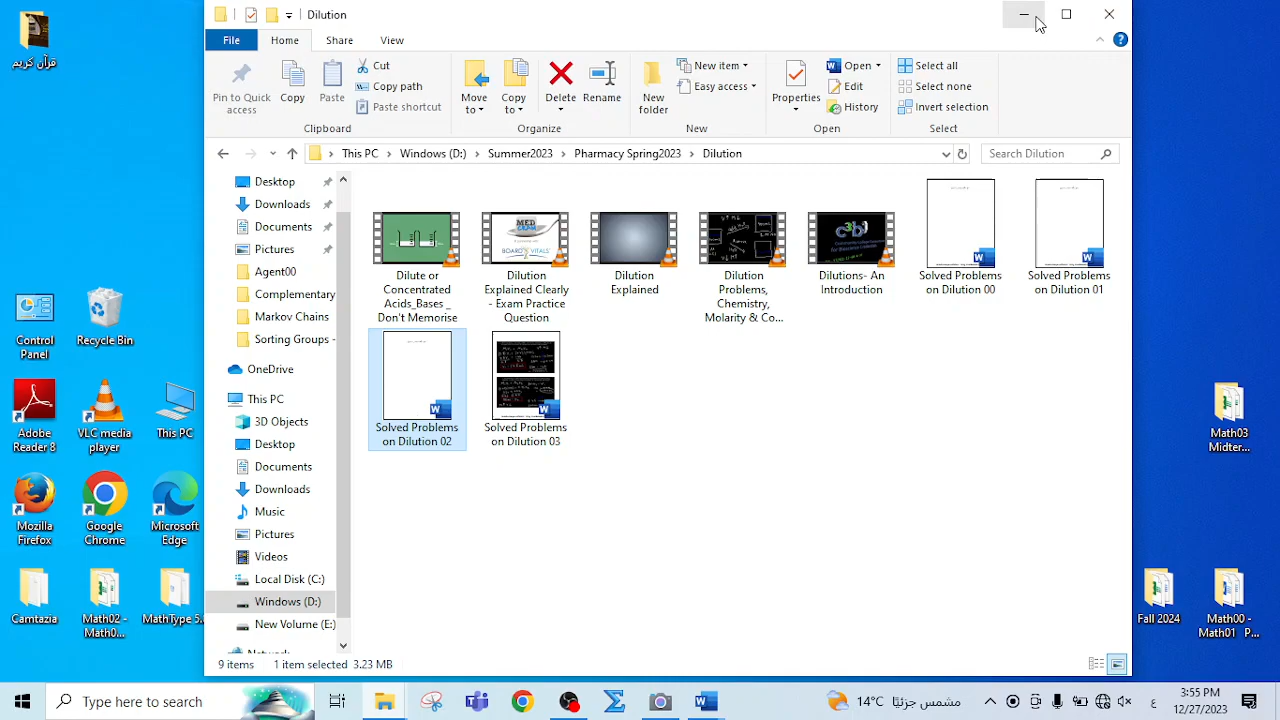 Dilution
File
Home
Share
View
Pin to Quick
access
Copy
Paste
Cut
Copy path
Paste shortcut
Clipboard
Move
to
Copy
to
Delete
Rename
Organize
New
folder
New item
Easy access
New
Properties
Open
Edit
History
Open
Select all
Select none
Invert selection
Select
This PC
Windows (D:)
Summer2023
Pharmacy Spring2023
Dilution
Search Dilution
Desktop
Downloads
Documents
Pictures
Agent00
Complementary
Markov Chains
Sorting Groups -
OneDrive
This PC
3D Objects
Desktop
Documents
Downloads
Music
Pictures
Videos
Local Disk (C:)
Windows (D:)
New Volume (E:)
Network
Dilute or
Concentrated
Acids_Bases _
Don't Memorise
MED
CRAM
BOARD VITALS
Dilution
Explained Clearly
- Exam Practice
Question
Dilution
Explained
Dilution
Problems,
Chemistry,
Molarity & Co...
Dilutions- An
Introduction
Solved Problems
on Dilution 00
Solved Problems
on Dilution 01
Solved Problems
on Dilution 02
Solved Problems
on Dilution 03
9 items
1 item selected
3.23 MB
قرآن كريم
Control
Panel
Recycle Bin
Adobe
Reader 8
VLC media
player
This PC
Mozilla
Firefox
Google
Chrome
Microsoft
Edge
Camtazia
Math02 -
Math0...
MathType 5.
Math03
Midter...
Fall 2024
Math00 -
Math01 P...
Type here to search
14°C
مشمس جزئيًا
ع
3:55 PM
12/27/2023